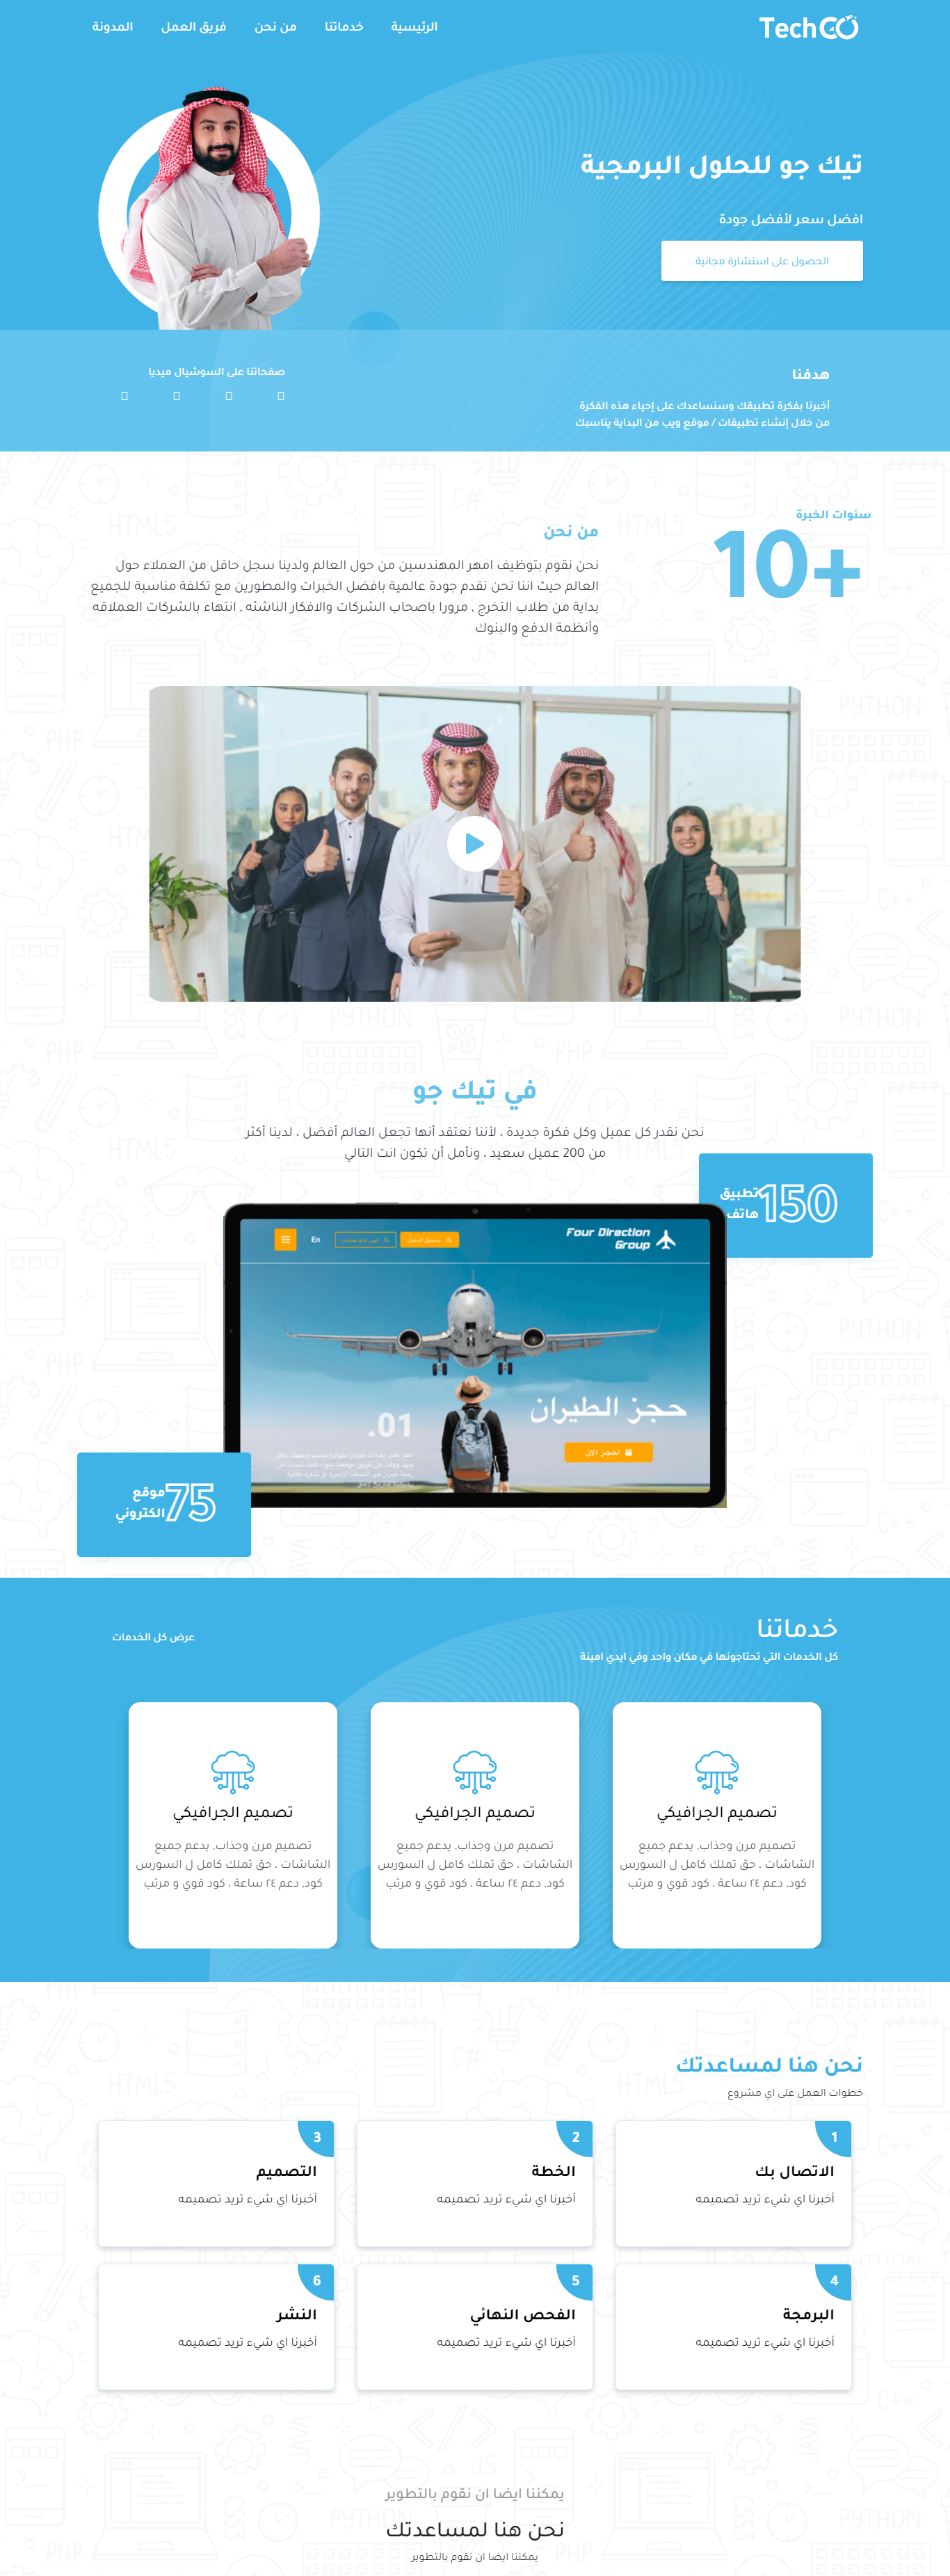 TechCO
الرئيسية
خدماتنا
من نحن
فريق العمل
المدونة
تيك جو للحلول البرمجية
افضل سعر لأفضل جودة
الحصول على استشارة مجانية
هدفنا
أخبرنا بفكرة تطبيقك وسنساعدك على إحياء هذه الفكرة
من خلال إنشاء تطبيقات / موقع ويب من البداية يناسبك
صفحاتنا على السوشيال ميديا
سنوات الخبرة
10+
من نحن
نحن نقوم بتوظيف امهر المهندسين من حول العالم ولدينا سجل حافل من العملاء حول
العالم حيث اننا نحن نقدم جودة عالمية بافضل الخبرات والمطورين مع تكلفة مناسبة للجميع
بداية من طلاب التخرج , مرورا باصحاب الشركات والافكار الناشئه , انتهاء بالشركات العملاقه
وأنظمة الدفع والبنوك
في تيك جو
نحن نقدر كل عميل وكل فكرة جديدة ، لأننا نعتقد أنها تجعل العالم أفضل ، لدينا أكثر
من 200 عميل سعيد ، ونأمل أن تكون انت التالي
150
تطبيق
هاتف
Four Direction
Group
تسجيل الدخول
ليس لدي حساب
En
حجز الطيران
احجز الان
.01
75
موقع
الكتروني
خدماتنا
كل الخدمات التي تحتاجونها في مكان واحد وفي ايدي امينة
عرض كل الخدمات
تصميم الجرافيكي
تصميم مرن وجذاب, يدعم جميع
الشاشات ، حق تملك كامل ل السورس
كود, دعم ٢٤ ساعة ، كود قوي و مرتب
تصميم الجرافيكي
تصميم مرن وجذاب, يدعم جميع
الشاشات ، حق تملك كامل ل السورس
كود, دعم ٢٤ ساعة ، كود قوي و مرتب
تصميم الجرافيكي
تصميم مرن وجذاب, يدعم جميع
الشاشات ، حق تملك كامل ل السورس
كود, دعم ٢٤ ساعة ، كود قوي و مرتب
نحن هنا لمساعدتك
خطوات العمل على اي مشروع
1
الاتصال بك
أخبرنا اي شيء تريد تصميمه
2
الخطة
أخبرنا اي شيء تريد تصميمه
3
التصميم
أخبرنا اي شيء تريد تصميمه
4
البرمجة
أخبرنا اي شيء تريد تصميمه
5
الفحص النهائي
أخبرنا اي شيء تريد تصميمه
6
النشر
أخبرنا اي شيء تريد تصميمه
يمكننا ايضا ان نقوم بالتطوير
نحن هنا لمساعدتك
يمكننا ايضا ان نقوم بالتطوير